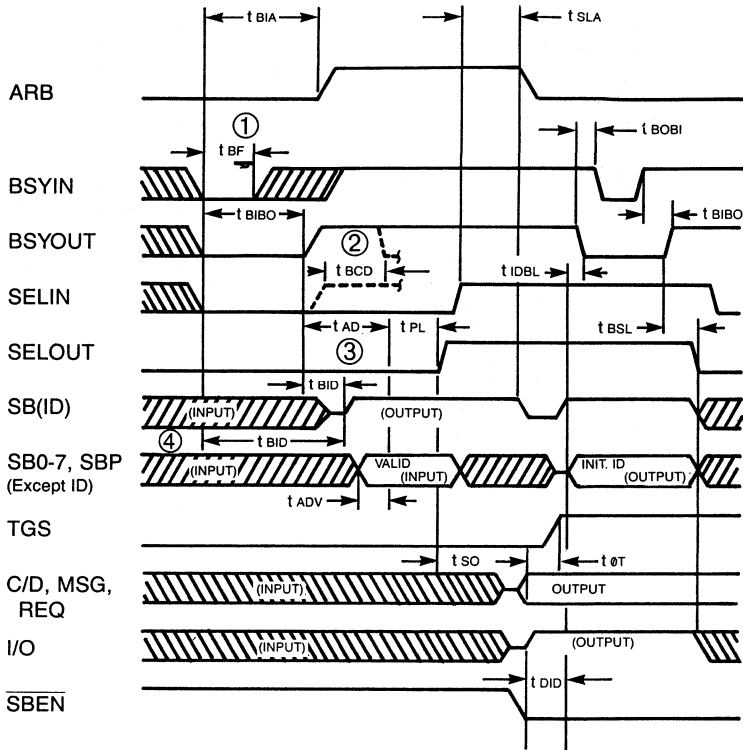 t BIA
t SLA
ARB
①
t BF
t BOBI
BSYIN
t BIBO
t BIBO
BSYOUT
②
t BCD
t IDBL
SELIN
t AD
t PL
t BSL
SELOUT
③
t BID
SB(ID)
(INPUT)
(OUTPUT)
④
t BID
SB0-7, SBP
(Except ID)
(INPUT)
VALID
(INPUT)
INIT. ID
(OUTPUT)
t ADV
TGS
t SO
t øT
C/D, MSG,
REQ
(INPUT)
OUTPUT
I/O
(INPUT)
(OUTPUT)
t DID
SBEN